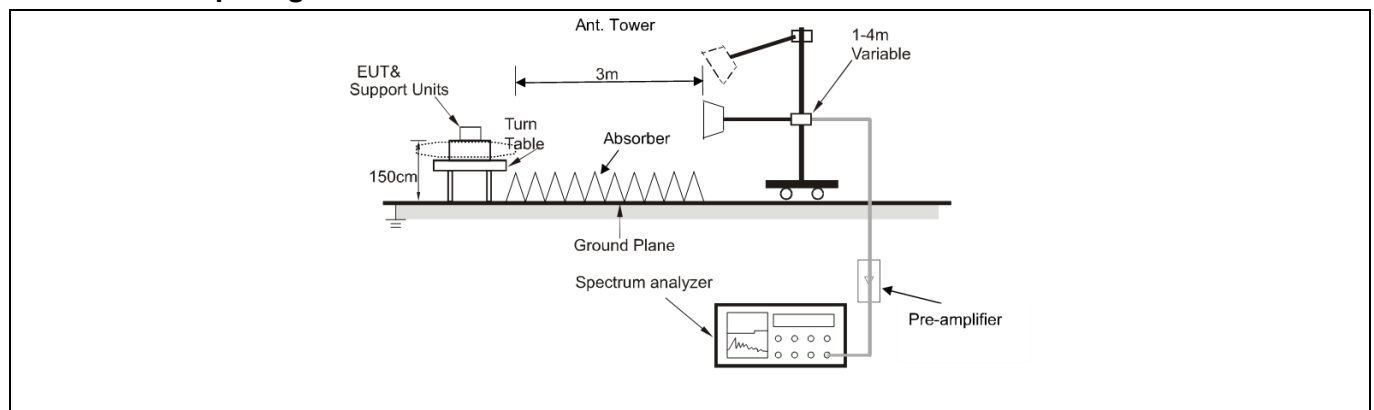 Ant. Tower
1-4m
Variable
EUT&
Support Units
3m
Turn
Table
Absorber
150cm
Ground Plane
Spectrum analyzer
Pre-amplifier